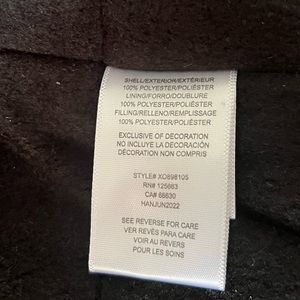 SHELL/EXTERIOR/EXTÉRIEUR
100% POLYESTER/POLIÉSTER
LINING/FORRO/DOUBLURE
100% POLYESTER/POLIÉSTER
FILLING/RELLENO/REMPLISSAGE
100% POLYESTER/POLIÉSTER
EXCLUSIVE OF DECORATION
NO INCLUYE LA DECORACIÓN
DÉCORATION NON COMPRIS
STYLE# XO898105
RN# 125663
CA# 66630
HANJUN2022
SEE REVERSE FOR CARE
VER REVÉS PARA CUIDADO
VOIR AU REVERS
POUR LES SOINS